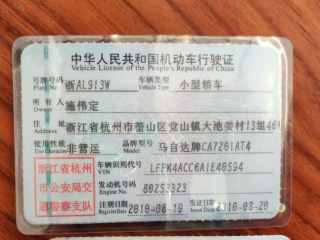 中华人民共和国机动车行驶证
Vehicle License of the People's Republic of China
号牌号码 浙AL913W 车辆类型 小型轿车
Plate No. Vehicle Type
所有人 施伟定
Owner
住址 浙江省杭州市萧山区党山镇大池娄村13组464
Address
使用性质 非营运 品牌型号 马自达牌CA7201AT4
Use Character Model
浙江省杭州 车辆识别代号 LFPM4ACC6A1E40594
VIN
市公安局交 发动机号码 80253323
Engine No.
通警察支队 注册日期 2010-08-19 发证日期 2010-08-20
Register Date Issue Date